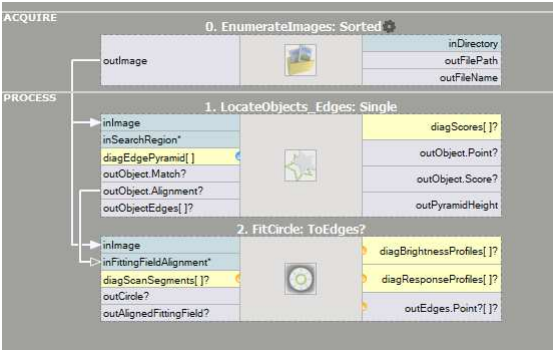 ACQUIRE
0. EnumerateImages: Sorted
outImage
inDirectory
outFilePath
outFileName
PROCESS
1. LocateObjects_Edges: Single
inImage
inSearchRegion*
diagEdgePyramid[ ]
outObject.Match?
outObject.Alignment?
outObjectEdges[ ]?
diagScores[ ]?
outObject.Point?
outObject.Score?
outPyramidHeight
2. FitCircle: ToEdges?
inImage
inFittingFieldAlignment*
diagScanSegments[ ]?
outCircle?
outAlignedFittingField?
diagBrightnessProfiles[ ]?
diagResponseProfiles[ ]?
outEdges.Point?[ ]?